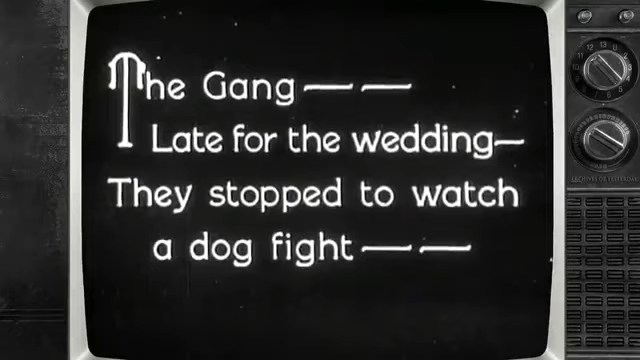 The Gang — —
Late for the wedding—
They stopped to watch
a dog fight — —